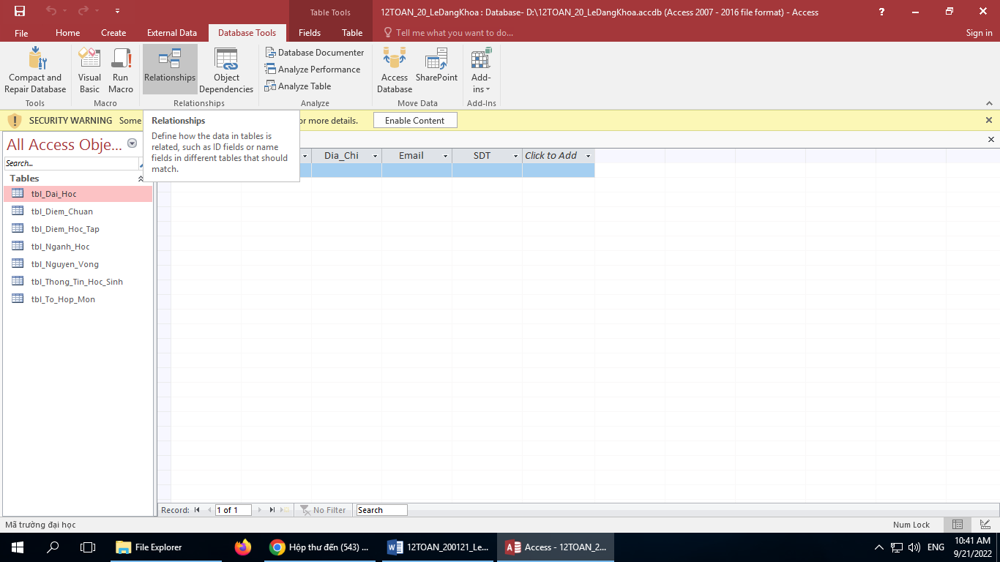 Table Tools
12TOAN_20_LeDangKhoa : Database- D:\12TOAN_20_LeDangKhoa.accdb (Access 2007 - 2016 file format) - Access
?
File
Home
Create
External Data
Database Tools
Fields
Table
Tell me what you want to do...
Sign in
Compact and
Repair Database
Visual
Basic
Run
Macro
Relationships
Object
Dependencies
Database Documenter
Analyze Performance
Analyze Table
Access
Database
SharePoint
Add-
ins
Tools
Macro
Relationships
Analyze
Move Data
Add-Ins
SECURITY WARNING Some
or more details.
Enable Content
Relationships
Define how the data in tables is
related, such as ID fields or name
fields in different tables that should
match.
All Access Obje...
Search...
Tables
tbl_Dai_Hoc
tbl_Diem_Chuan
tbl_Diem_Hoc_Tap
tbl_Nganh_Hoc
tbl_Nguyen_Vong
tbl_Thong_Tin_Hoc_Sinh
tbl_To_Hop_Mon
Dia_Chi
Email
SDT
Click to Add
Record:
1 of 1
No Filter
Search
Mã trường đại học
Num Lock
File Explorer
Hộp thư đến (543) ...
12TOAN_200121_Le...
Access - 12TOAN_2...
ENG
10:41 AM
9/21/2022